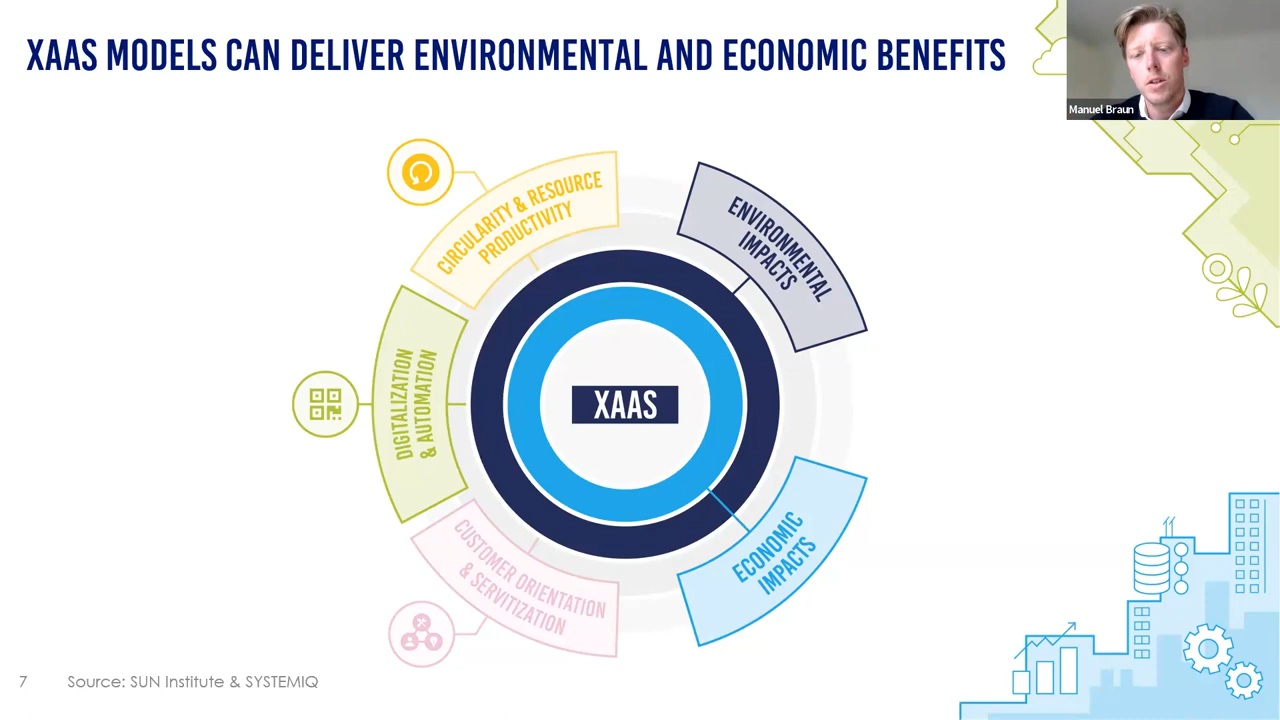 XAAS MODELS CAN DELIVER ENVIRONMENTAL AND ECONOMIC BENEFITS
Manuel Braun
CIRCULARITY & RESOURCE
PRODUCTIVITY
ENVIRONMENTAL
IMPACTS
DIGITALIZATION
& AUTOMATION
XAAS
CUSTOMER ORIENTATION
& SERVITIZATION
ECONOMIC
IMPACTS
7
Source: SUN Institute & SYSTEMIQ